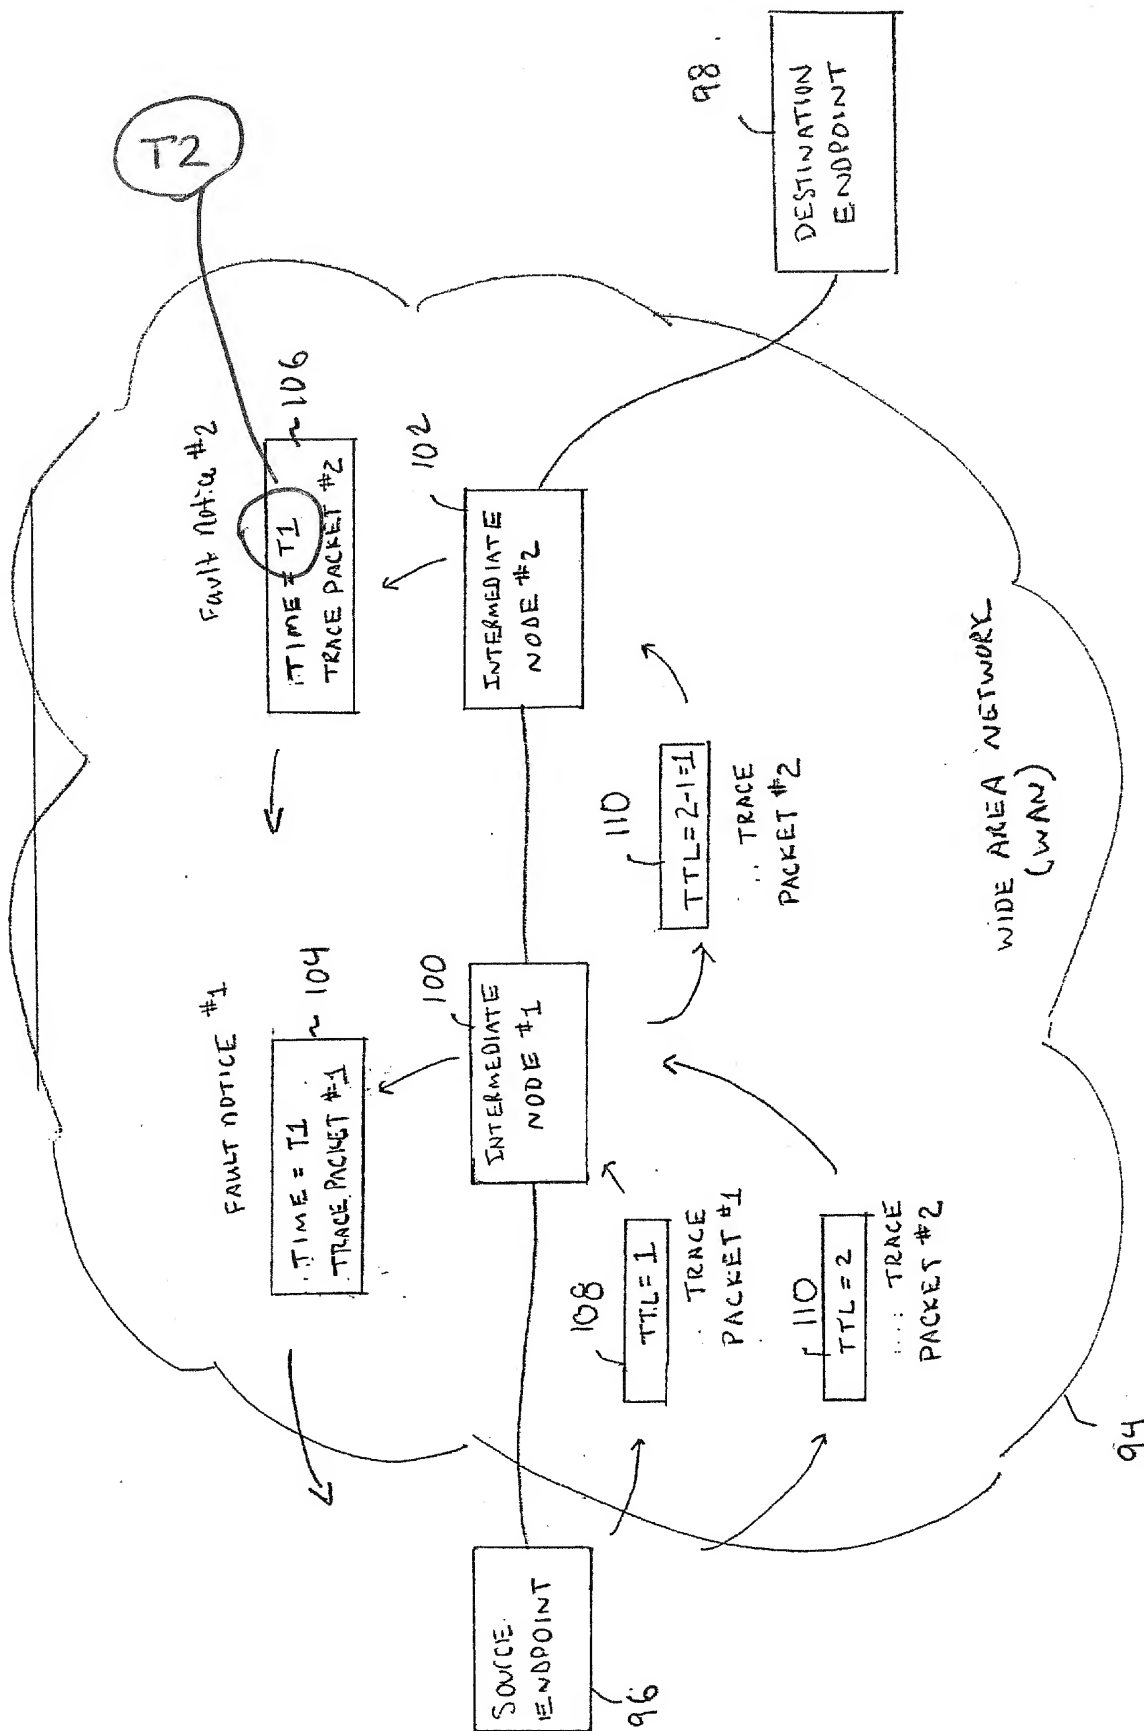 T2
98
Fault Notice #2
TIME = T1
TRACE PACKET #2
106
FAULT NOTICE #1
TIME = T1
TRACE PACKET #1
104
102
INTERMEDIATE
NODE #2
100
INTERMEDIATE
NODE #1
SOURCE
ENDPOINT
96
DESTINATION
ENDPOINT
108
TTL = 1
.. TRACE
PACKET #1
110
TTL = 2-1=1
... TRACE
PACKET #2
110
TTL = 2
.... TRACE
PACKET #2
WIDE AREA NETWORK
(WAN)
94